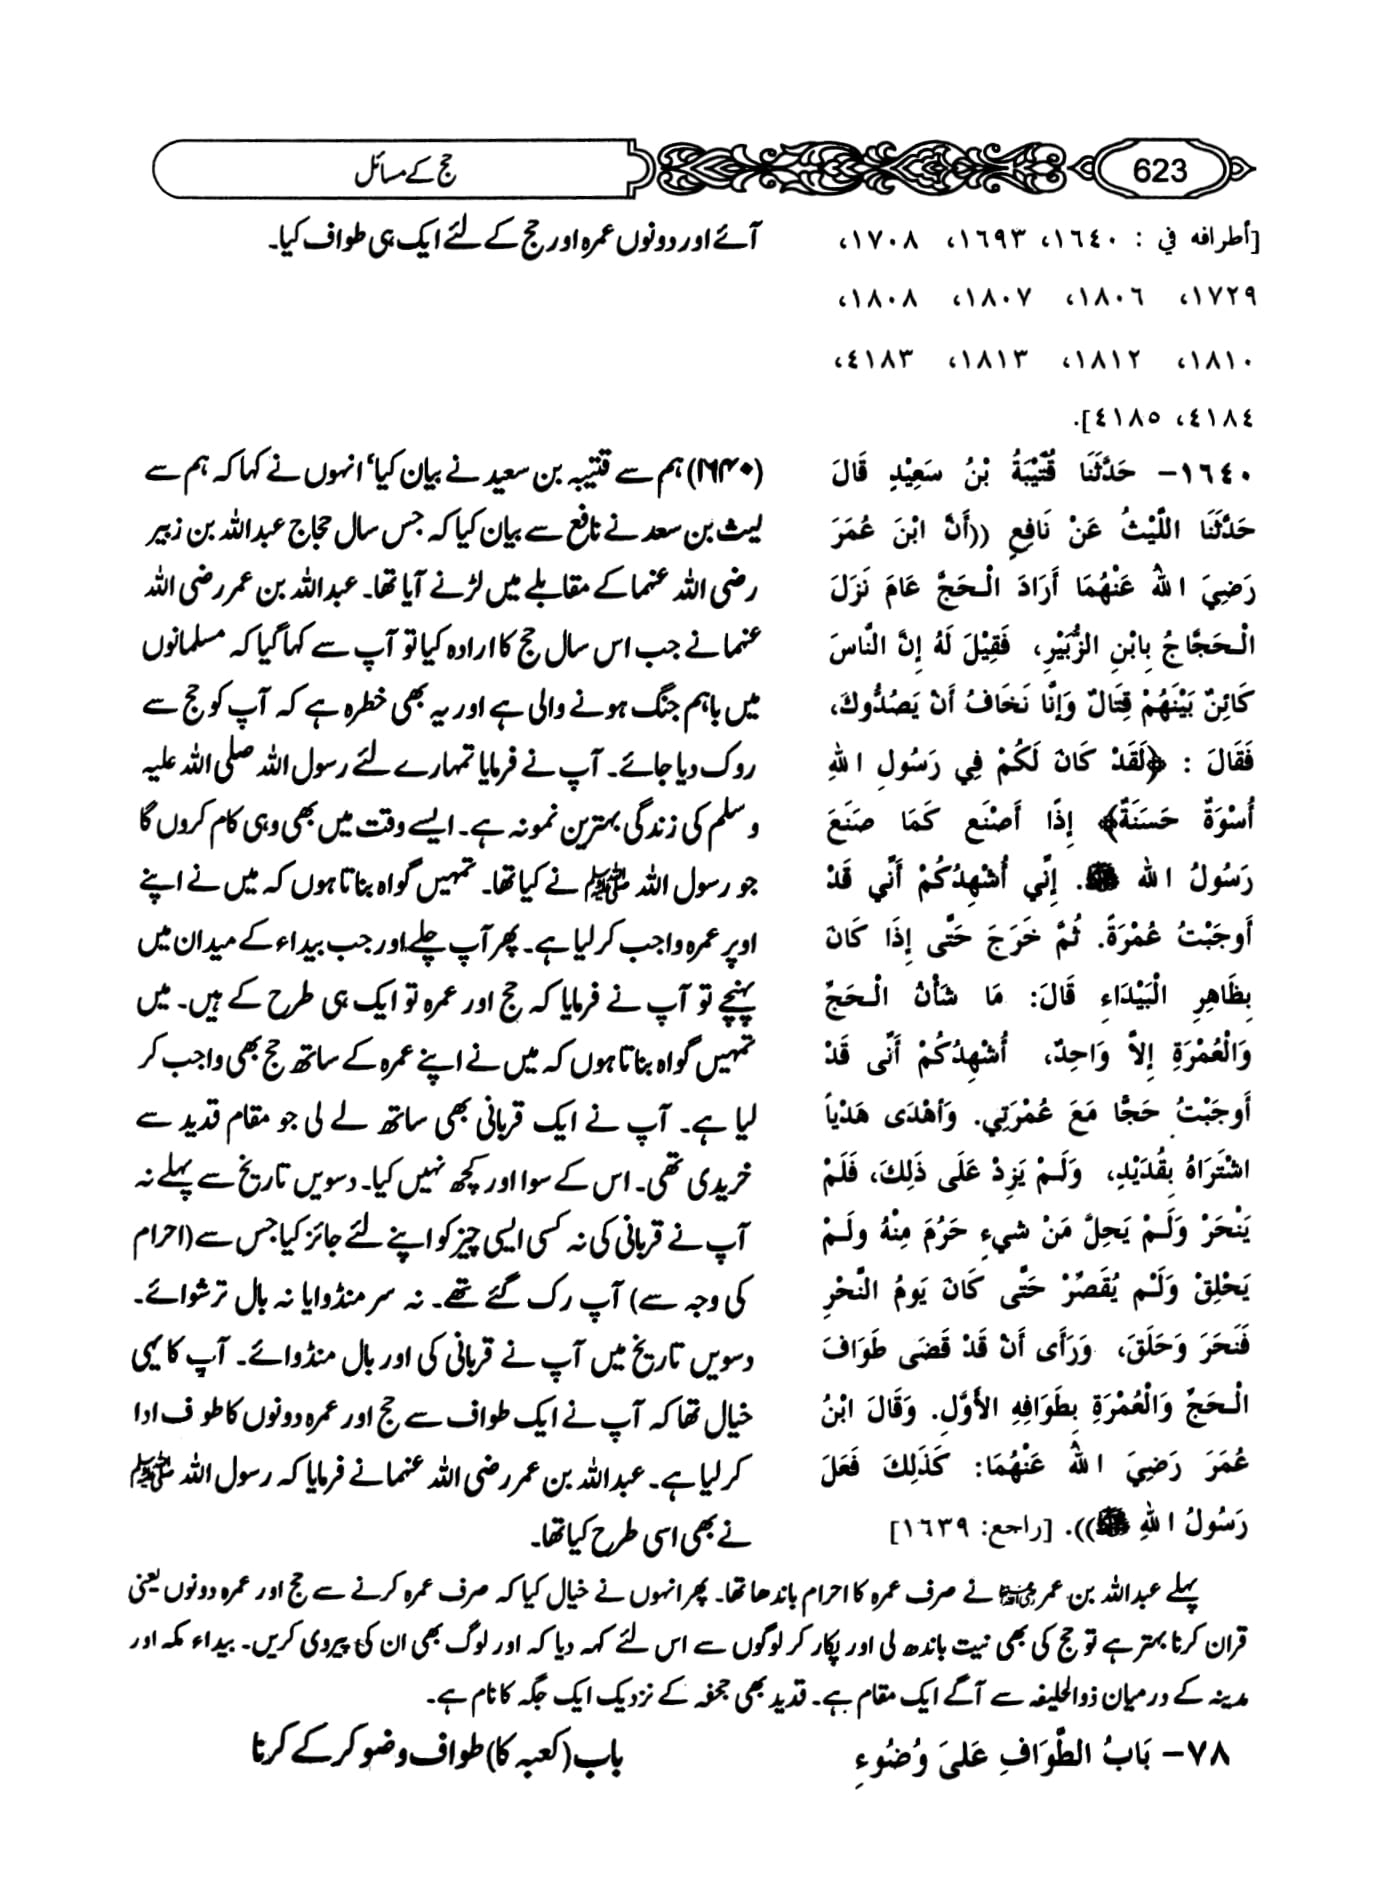 623
حج کے مسائل
[أطرافه في : ١٦٤٠، ١٦٩٣، ١٧٠٨،
١٧٢٩، ١٨٠٦، ١٨٠٧، ١٨٠٨،
١٨١٠، ١٨١٢، ١٨١٣، ٤١٨٣،
٤١٨٤، ٤١٨٥].
١٦٤٠- حَدَّثَنَا قُتَيْبَةُ بْنُ سَعِيْدٍ قَالَ
حَدَّثَنَا اللَّيْثُ عَنْ نَافِعٍ ((أَنَّ ابْنَ عُمَرَ
رَضِيَ اللهُ عَنْهُمَا أَرَادَ الْحَجَّ عَامَ نَزَلَ
الْحَجَّاجُ بِابْنِ الزُّبَيْرِ، فَقِيْلَ لَهُ إِنَّ النَّاسَ
كَائِنٌ بَيْنَهُمْ قِتَالٌ وَإِنَّا نَخَافُ أَنْ يَصُدُّوكَ،
فَقَالَ : ﴿لَقَدْ كَانَ لَكُمْ فِي رَسُولِ اللهِ
أُسْوَةٌ حَسَنَةٌ﴾ إِذًا أَصْنَع كَمَا صَنَعَ
رَسُولُ اللهِ ﷺ. إِنِّي أُشْهِدُكُمْ أَنِّي قَدْ
أَوجَبْتُ عُمْرَةً. ثُمَّ خَرَجَ حَتَّى إِذَا كَانَ
بِظَاهِرِ الْبَيْدَاءِ قَالَ: مَا شَأْنُ الْحَجِّ
وَالْعُمْرَةِ إِلاَّ وَاحِدٌ، أُشْهِدُكُمْ أَنِّي قَدْ
أَوجَبْتُ حَجًّا مَعَ عُمْرَتِي. وَأَهْدَى هَدْيًا
اشْتَرَاهُ بِقُدَيْدٍ، وَلَمْ يَزِدْ عَلَى ذَلِكَ، فَلَمْ
يَنْحَرْ وَلَمْ يَحِلَّ مَنْ شَيءٍ حَرُمَ مِنْهُ ولَمْ
يَحْلِقْ وَلَمْ يُقَصِّرْ حَتَّى كَانَ يَومُ النَّحْرِ
فَنَحَرَ وَحَلَقَ، وَرَأَى أَنْ قَدْ قَضَى طَوَافَ
الْحَجِّ وَالْعُمْرَةِ بِطَوَافِهِ الأَوَّلِ. وَقَالَ ابْنُ
عُمَرَ رَضِيَ اللهُ عَنْهُمَا: كَذَلِكَ فَعَلَ
رَسُولُ اللهِ ﷺ)). [راجع: ١٦٣٩]
آئے اور دونوں عمرہ اور حج کے لئے ایک ہی طواف کیا۔
(۱۶۴۰) ہم سے قتیبہ بن سعید نے بیان کیا‘ انہوں نے کہا کہ ہم سے
لیث بن سعد نے نافع سے بیان کیا کہ جس سال حجاج عبداللہ بن زبیر
رضی اللہ عنما کے مقابلے میں لڑنے آیا تھا۔ عبداللہ بن عمر رضی اللہ
عنما نے جب اس سال حج کا ارادہ کیا تو آپ سے کہا گیا کہ مسلمانوں
میں باہم جنگ ہونے والی ہے اور یہ بھی خطرہ ہے کہ آپ کو حج سے
روک دیا جائے۔ آپ نے فرمایا تمہارے لئے رسول اللہ صلی اللہ علیہ
و سلم کی زندگی بہترین نمونہ ہے۔ ایسے وقت میں بھی وہی کام کروں گا
جو رسول اللہ ﷺ نے کیا تھا۔ تمہیں گواہ بناتا ہوں کہ میں نے اپنے
اوپر عمرہ واجب کر لیا ہے۔ پھر آپ چلے اور جب بیداء کے میدان میں
پہنچے تو آپ نے فرمایا کہ حج اور عمرہ تو ایک ہی طرح کے ہیں۔ میں
تمہیں گواہ بناتا ہوں کہ میں نے اپنے عمرہ کے ساتھ حج بھی واجب کر
لیا ہے۔ آپ نے ایک قربانی بھی ساتھ لے لی جو مقام قدید سے
خریدی تھی۔ اس کے سوا اور کچھ نہیں کیا۔ دسویں تاریخ سے پہلے نہ
آپ نے قربانی کی نہ کسی ایسی چیز کو اپنے لئے جائز کیا جس سے (احرام
کی وجہ سے) آپ رک گئے تھے۔ نہ سر منڈوایا نہ بال ترشوائے۔
دسویں تاریخ میں آپ نے قربانی کی اور بال منڈوائے۔ آپ کا یہی
خیال تھا کہ آپ نے ایک طواف سے حج اور عمرہ دونوں کا طوف ادا
کر لیا ہے۔ عبداللہ بن عمر رضی اللہ عنما نے فرمایا کہ رسول اللہ ﷺ
نے بھی اسی طرح کیا تھا۔
پہلے عبداللہ بن عمر رضی اللہ عنہما نے صرف عمرہ کا احرام باندھا تھا۔ پھر انہوں نے خیال کیا کہ صرف عمرہ کرنے سے حج اور عمرہ دونوں یعنی
قران کرنا بہتر ہے تو حج کی بھی نیت باندھ لی اور پکار کر لوگوں سے اس لئے کہہ دیا کہ اور لوگ بھی ان کی پیروی کریں۔ بیداء مکہ اور
مدینہ کے درمیان ذوالحلیفہ سے آگے ایک مقام ہے۔ قدید بھی جحفہ کے نزدیک ایک جگہ کا نام ہے۔
٧٨- بَابُ الطَّوَافِ عَلَى وُضُوءٍ
باب (کعبہ کا) طواف وضو کر کے کرنا